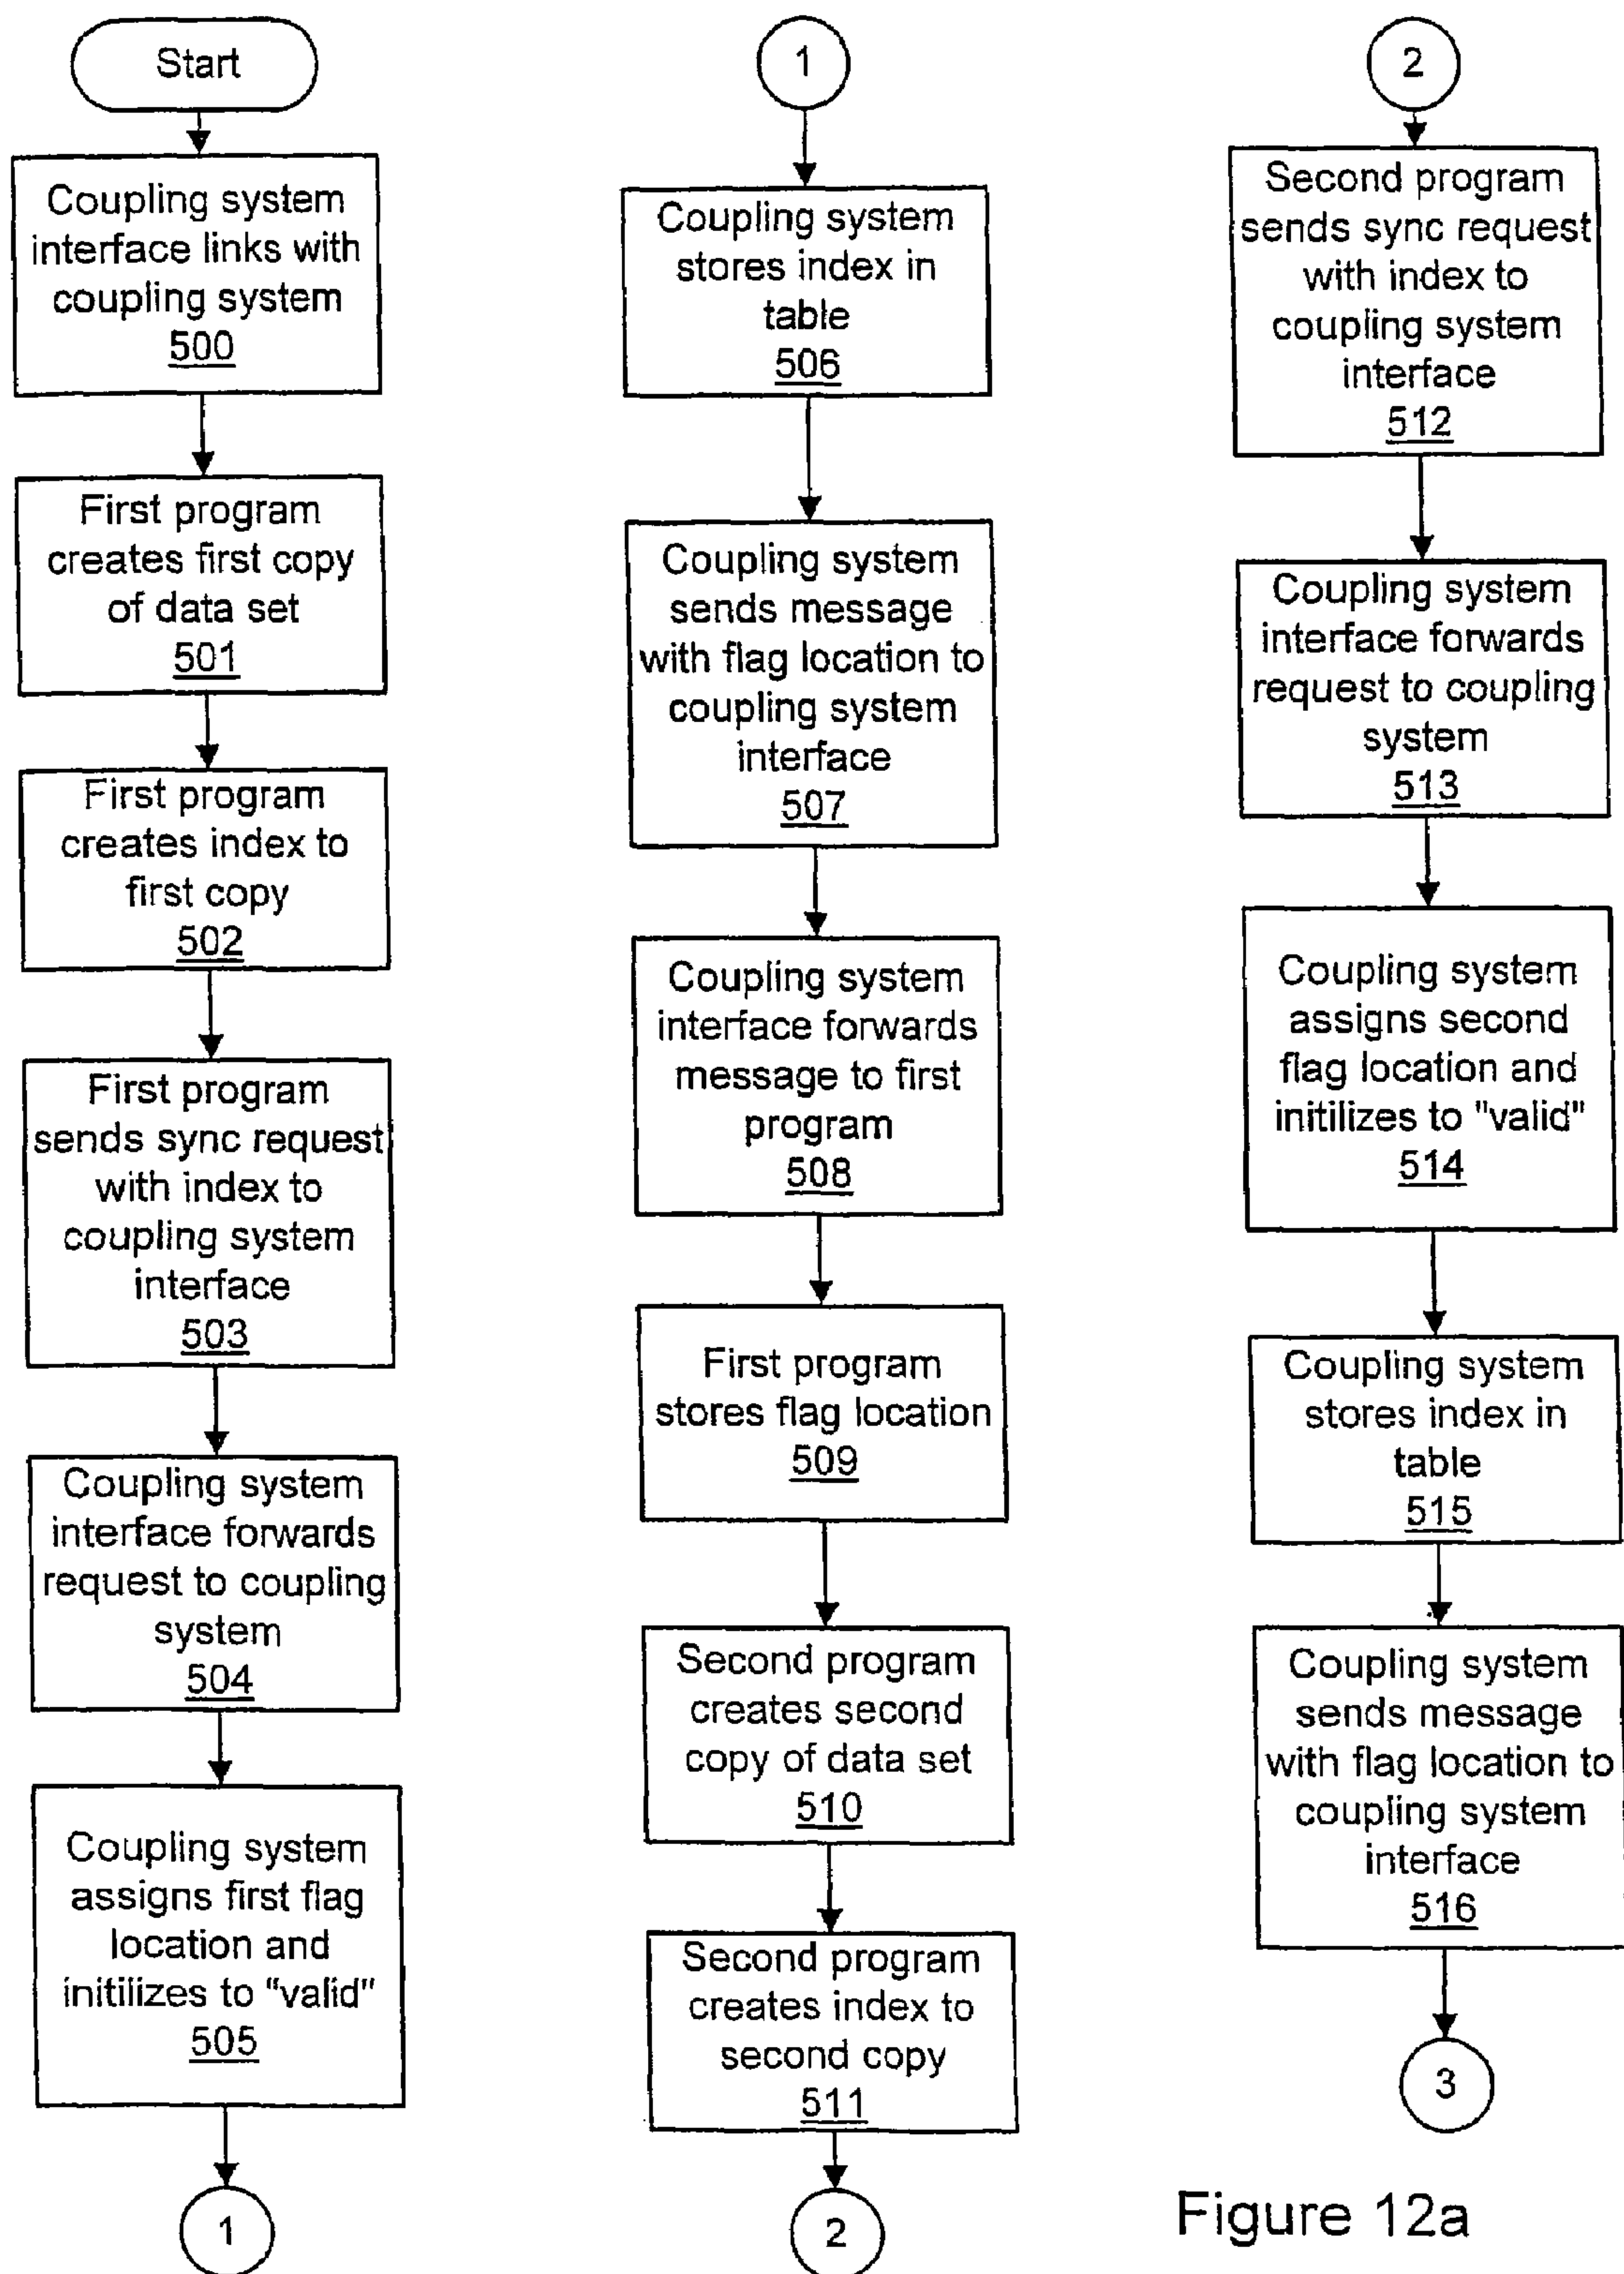 Start
Coupling system
interface links with
coupling system
500
First program
creates first copy
of data set
501
First program
creates index to
first copy
502
First program
sends sync request
with index to
coupling system
interface
503
Coupling system
interface forwards
request to coupling
system
504
Coupling system
assigns first flag
location and
initilizes to "valid"
505
1
1
Coupling system
stores index in
table
506
Coupling system
sends message
with flag location to
coupling system
interface
507
Coupling system
interface forwards
message to first
program
508
First program
stores flag location
509
Second program
creates second
copy of data set
510
Second program
creates index to
second copy
511
2
2
Second program
sends sync request
with index to
coupling system
interface
512
Coupling system
interface forwards
request to coupling
system
513
Coupling system
assigns second
flag location and
initilizes to "valid"
514
Coupling system
stores index in
table
515
Coupling system
sends message
with flag location to
coupling system
interface
516
3
Figure 12a